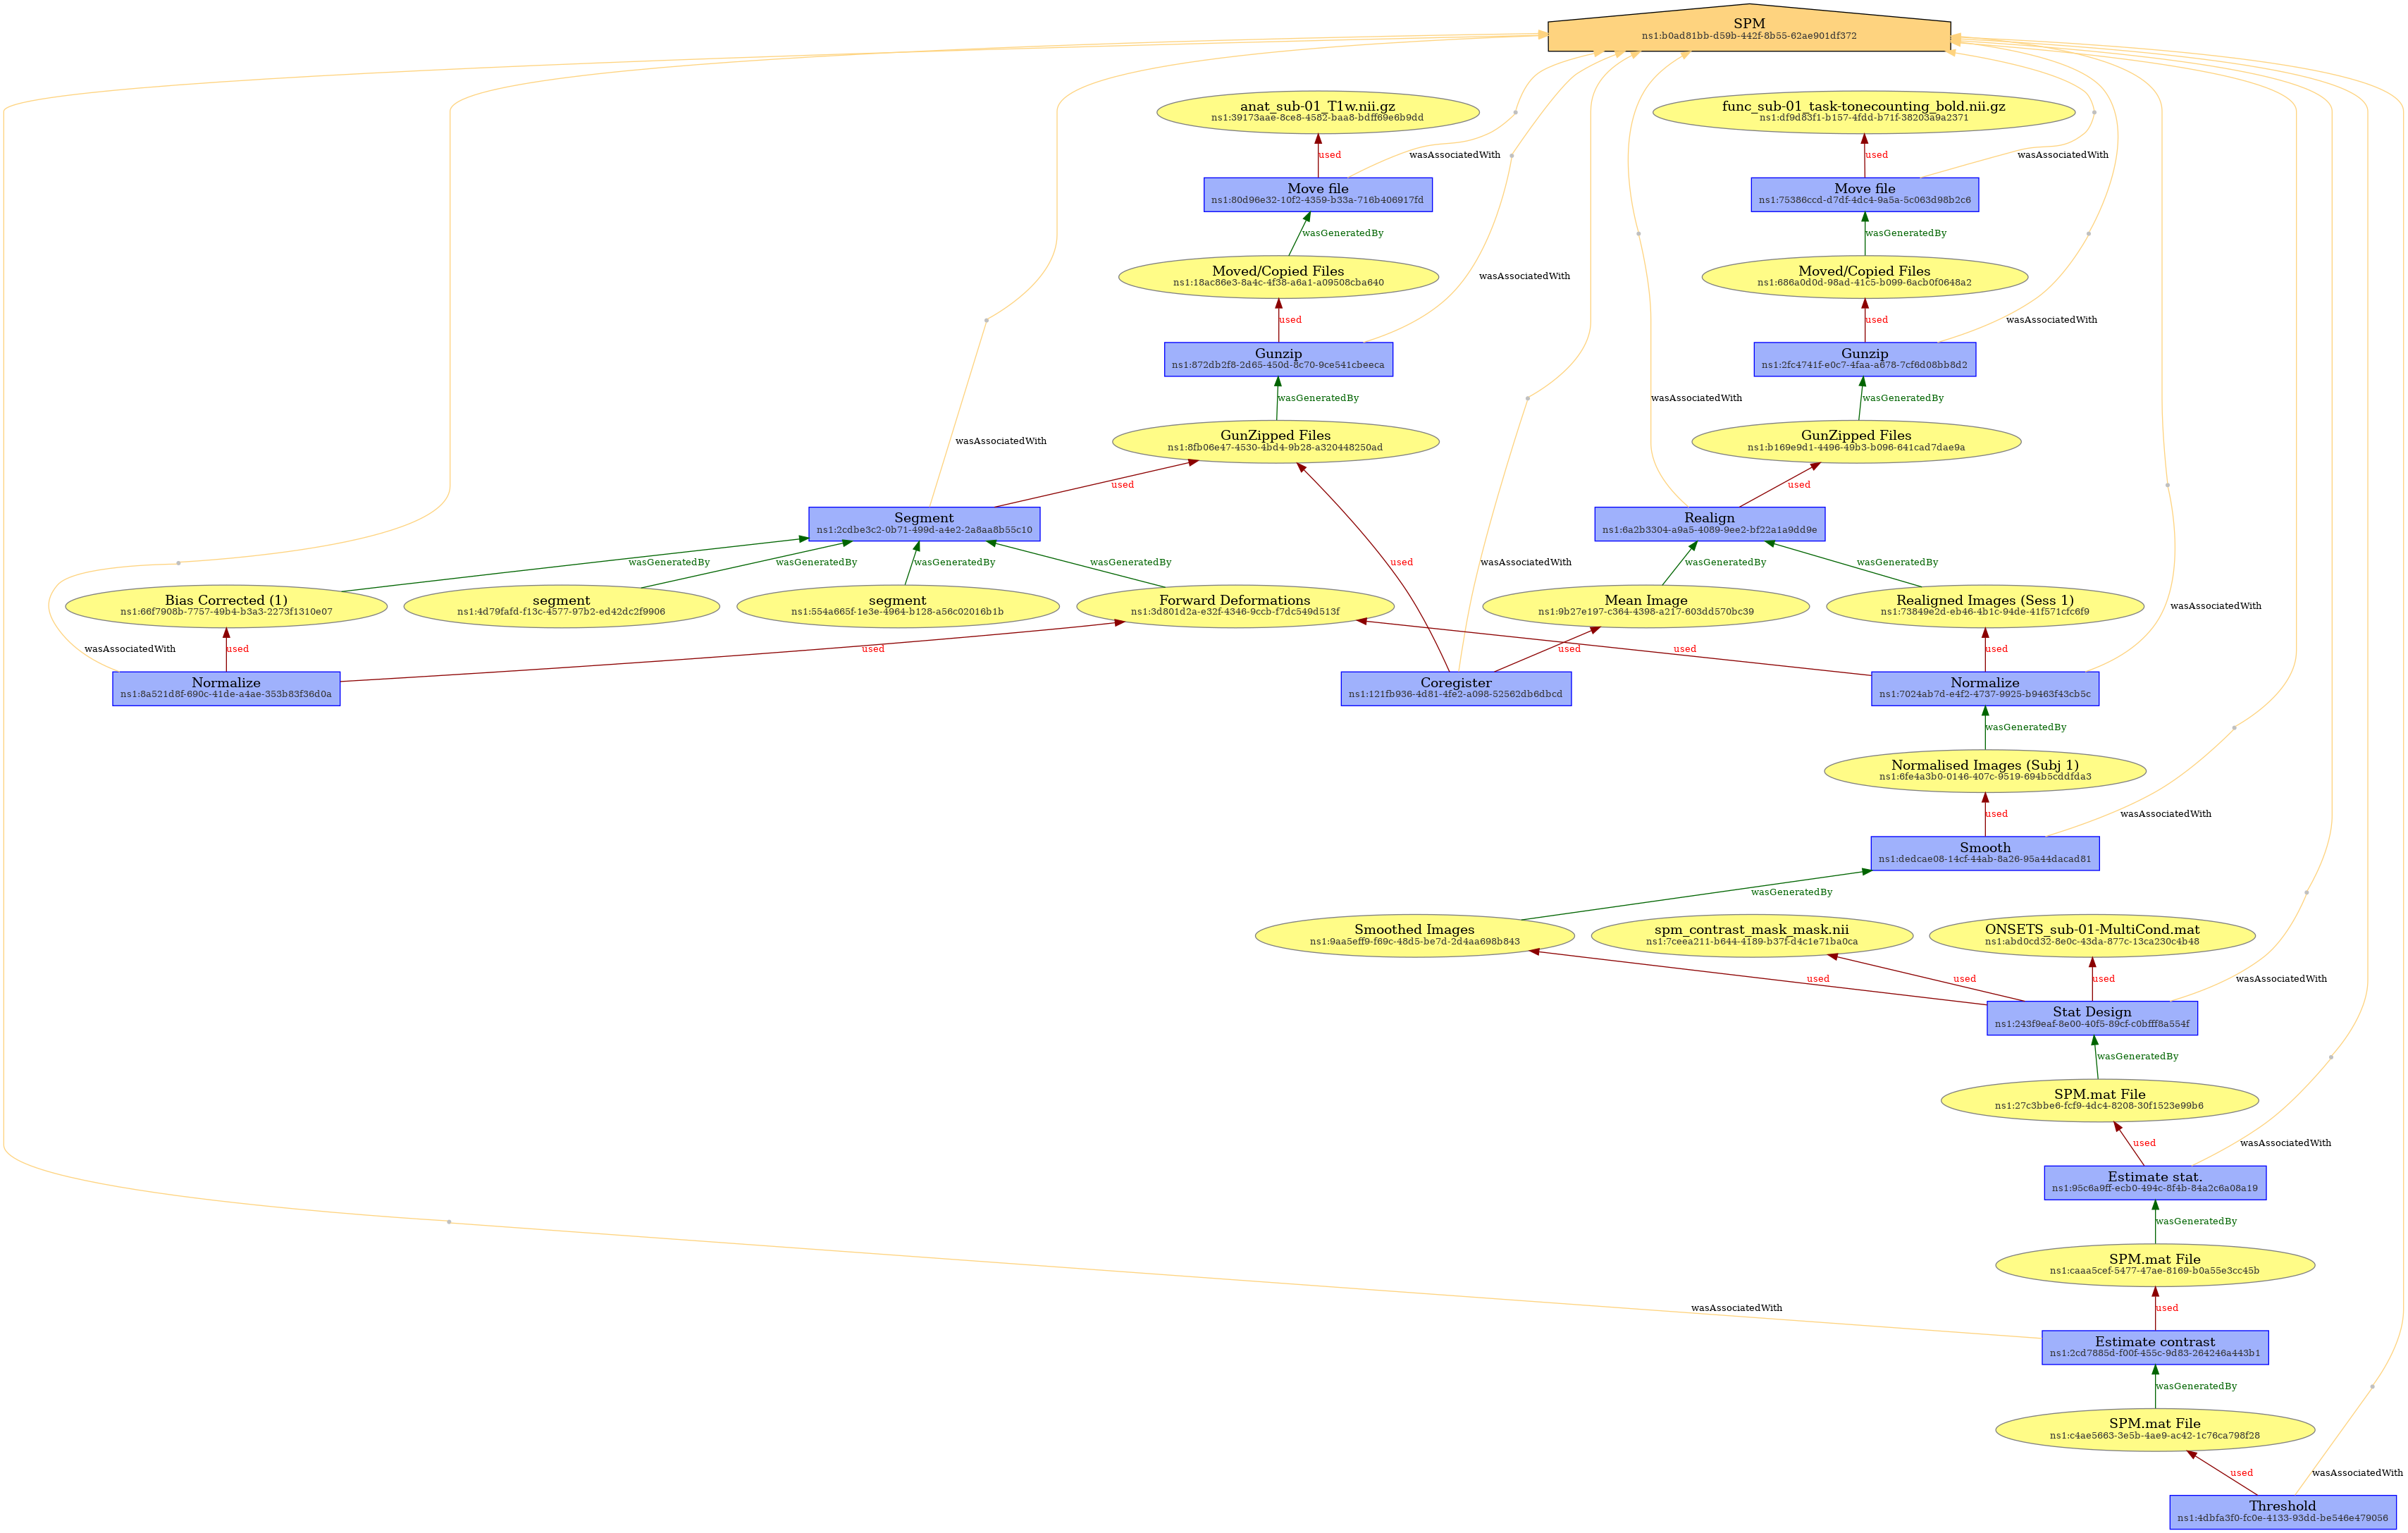 SPM
ns1:b0ad81bb-d59b-442f-8b55-62ae901df372
anat_sub-01_T1w.nii.gz
ns1:39173aae-8ce8-4582-baa8-bdff69e6b9dd
func_sub-01_task-tonecounting_bold.nii.gz
ns1:df9d83f1-b157-4fdd-b71f-38203a9a2371
used
wasAssociatedWith
used
wasAssociatedWith
Move file
ns1:80d96e32-10f2-4359-b33a-716b406917fd
Move file
ns1:75386ccd-d7df-4dc4-9a5a-5c063d98b2c6
wasGeneratedBy
wasGeneratedBy
Moved/Copied Files
ns1:18ac86e3-8a4c-4f38-a6a1-a09508cba640
wasAssociatedWith
Moved/Copied Files
ns1:686a0d0d-98ad-41c5-b099-6acb0f0648a2
used
used
wasAssociatedWith
Gunzip
ns1:872db2f8-2d65-450d-8c70-9ce541cbeeca
Gunzip
ns1:2fc4741f-e0c7-4faa-a678-7cf6d08bb8d2
wasGeneratedBy
wasAssociatedWith
wasGeneratedBy
wasAssociatedWith
GunZipped Files
ns1:8fb06e47-4530-4bd4-9b28-a320448250ad
GunZipped Files
ns1:b169e9d1-4496-49b3-b096-641cad7dae9a
used
used
Segment
ns1:2cdbe3c2-0b71-499d-a4e2-2a8aa8b55c10
Realign
ns1:6a2b3304-a9a5-4089-9ee2-bf22a1a9dd9e
wasGeneratedBy
wasGeneratedBy
wasGeneratedBy
wasGeneratedBy
used
wasAssociatedWith
wasGeneratedBy
wasGeneratedBy
Bias Corrected (1)
ns1:66f7908b-7757-49b4-b3a3-2273f1310e07
segment
ns1:4d79fafd-f13c-4577-97b2-ed42dc2f9906
segment
ns1:554a665f-1e3e-4964-b128-a56c02016b1b
Forward Deformations
ns1:3d801d2a-e32f-4346-9ccb-f7dc549d513f
Mean Image
ns1:9b27e197-c364-4398-a217-603dd570bc39
Realigned Images (Sess 1)
ns1:73849e2d-eb46-4b1c-94de-41f571cfc6f9
wasAssociatedWith
wasAssociatedWith
used
used
used
used
used
Normalize
ns1:8a521d8f-690c-41de-a4ae-353b83f36d0a
Coregister
ns1:121fb936-4d81-4fe2-a098-52562db6dbcd
Normalize
ns1:7024ab7d-e4f2-4737-9925-b9463f43cb5c
wasGeneratedBy
Normalised Images (Subj 1)
ns1:6fe4a3b0-0146-407c-9519-694b5cddfda3
used
wasAssociatedWith
Smooth
ns1:dedcae08-14cf-44ab-8a26-95a44dacad81
wasGeneratedBy
Smoothed Images
ns1:9aa5eff9-f69c-48d5-be7d-2d4aa698b843
spm_contrast_mask_mask.nii
ns1:7ceea211-b644-4189-b37f-d4c1e71ba0ca
ONSETS_sub-01-MultiCond.mat
ns1:abd0cd32-8e0c-43da-877c-13ca230c4b48
used
used
used
wasAssociatedWith
Stat Design
ns1:243f9eaf-8e00-40f5-89cf-c0bfff8a554f
wasGeneratedBy
SPM.mat File
ns1:27c3bbe6-fcf9-4dc4-8208-30f1523e99b6
used
wasAssociatedWith
Estimate stat.
ns1:95c6a9ff-ecb0-494c-8f4b-84a2c6a08a19
wasGeneratedBy
SPM.mat File
ns1:caaa5cef-5477-47ae-8169-b0a55e3cc45b
wasAssociatedWith
used
Estimate contrast
ns1:2cd7885d-f00f-455c-9d83-264246a443b1
wasGeneratedBy
SPM.mat File
ns1:c4ae5663-3e5b-4ae9-ac42-1c76ca798f28
used
wasAssociatedWith
Threshold
ns1:4dbfa3f0-fc0e-4133-93dd-be546e479056